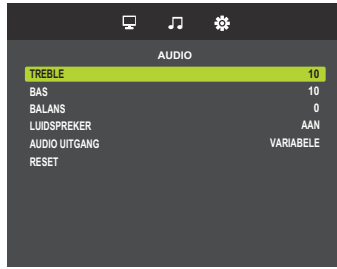 AUDIO
TREBLE 10
BAS 10
BALANS 0
LUIDSPREKER AAN
AUDIO UITGANG VARIABELE
RESET